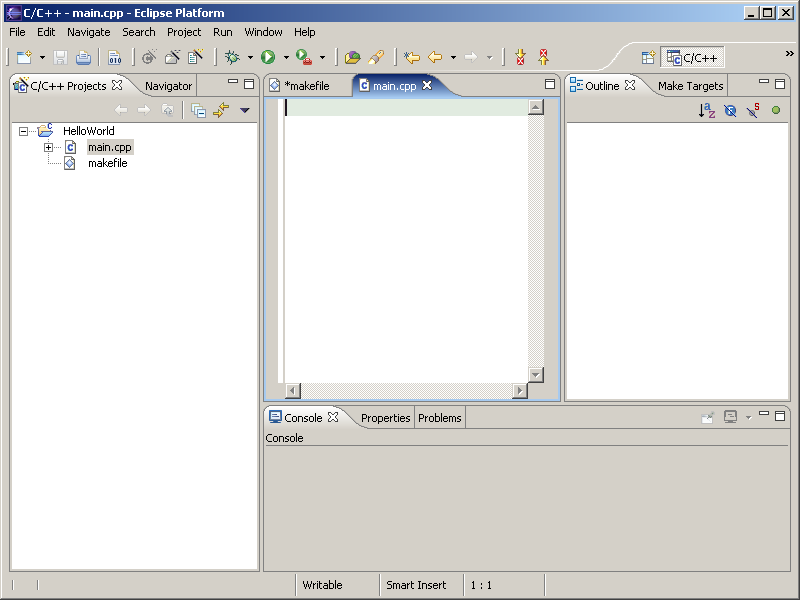 C/C++ - main.cpp - Eclipse Platform
File Edit Navigate Search Project Run Window Help
010 C/C++ »
C/C++ Projects Navigator *makefile main.cpp Outline Make Targets
HelloWorld
main.cpp
makefile
Console Properties Problems
Console
Writable Smart Insert 1 : 1